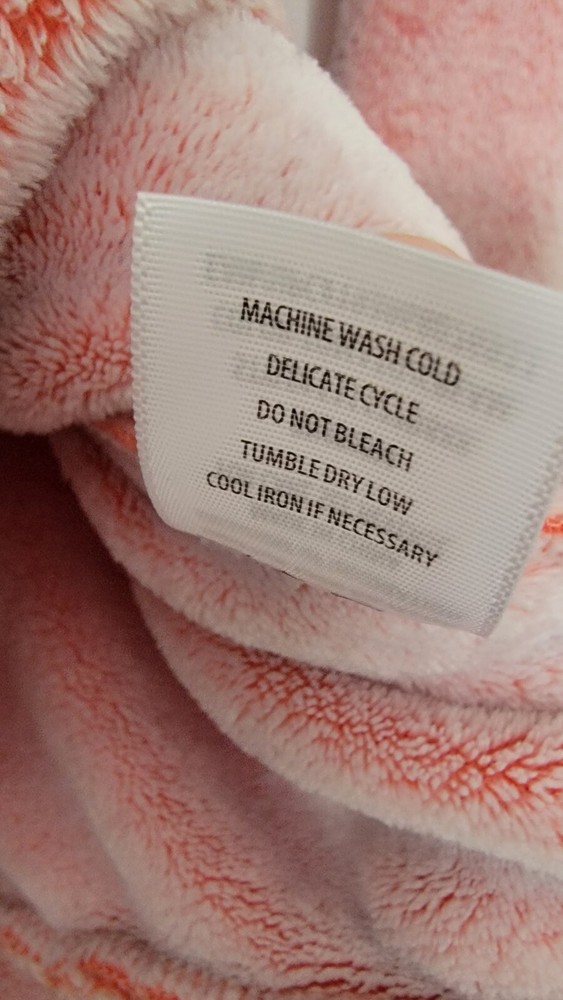 MACHINE WASH COLD
DELICATE CYCLE
DO NOT BLEACH
TUMBLE DRY LOW
COOL IRON IF NECESSARY